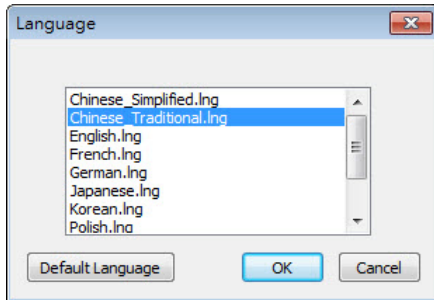 Language
Chinese_Simplified.lng
Chinese_Traditional.lng
English.lng
French.lng
German.lng
Japanese.lng
Korean.lng
Polish.lng
Default Language
OK
Cancel